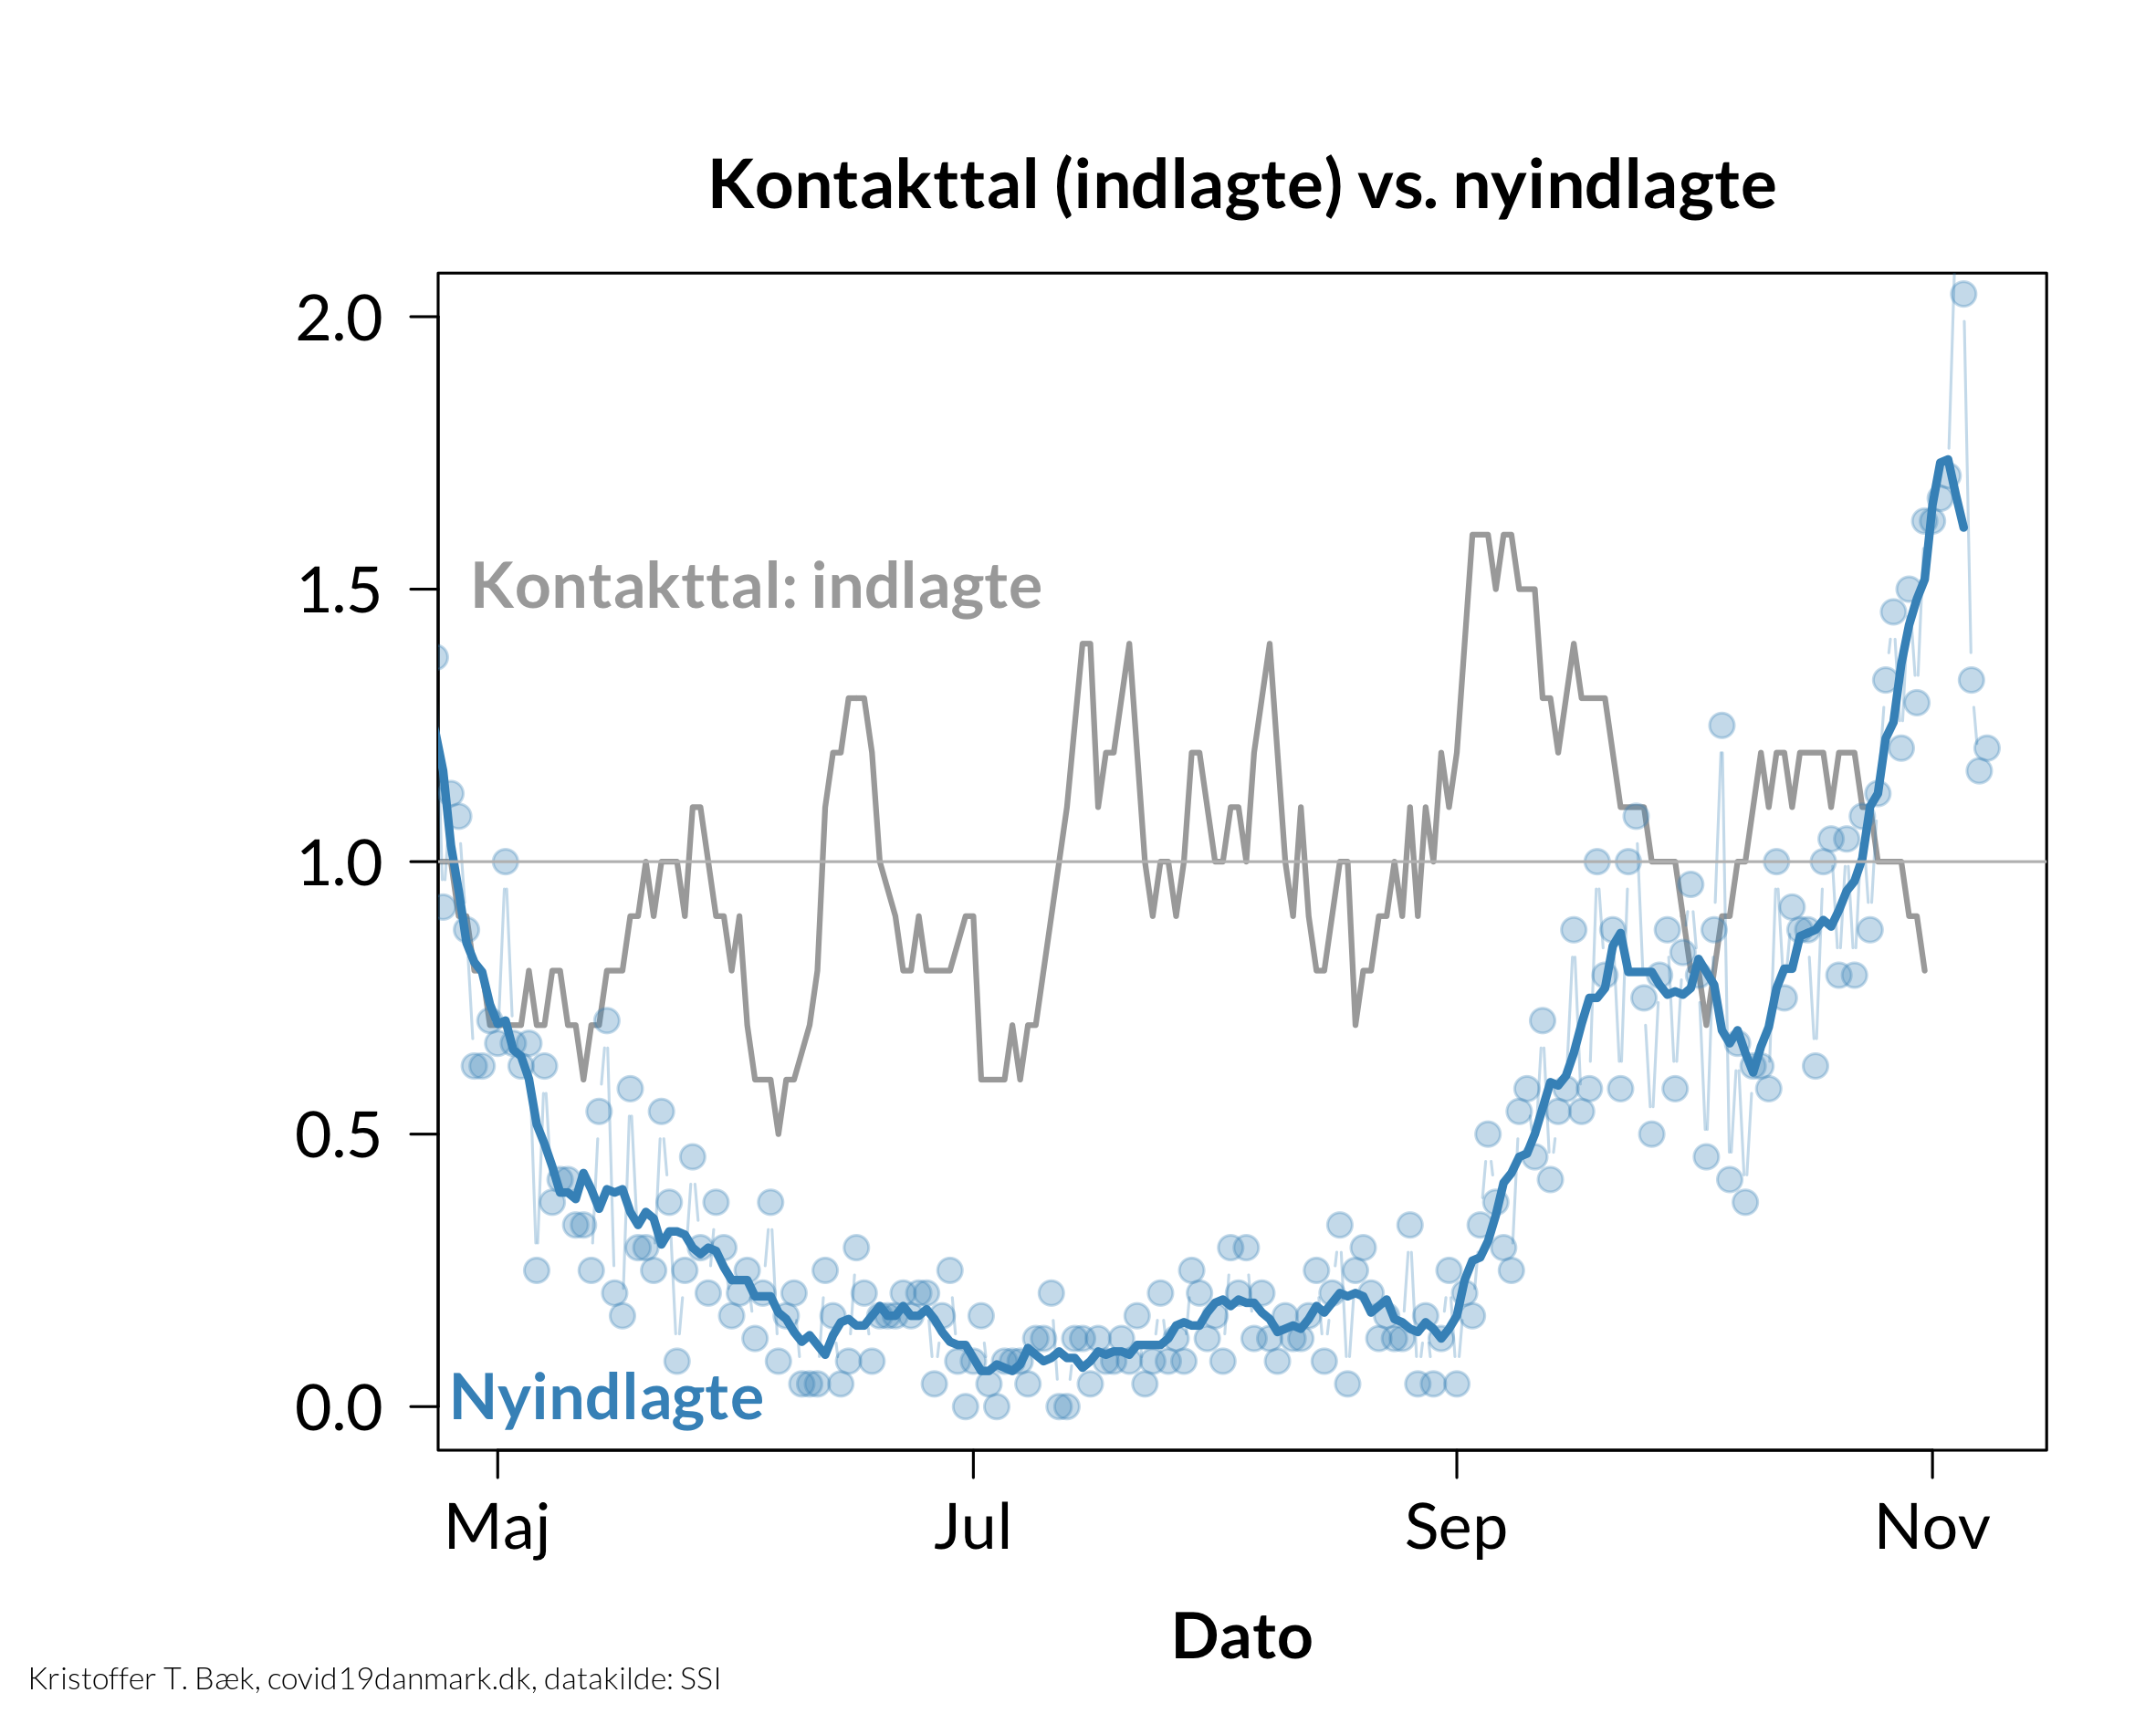 Kontakttal (indlagte) vs. nyindlagte
2.0
1.5
1.0
0.5
0.0
Kontakttal: indlagte
Nyindlagte
Maj Jul Sep Nov
Dato
Kristoffer T. Bæk, covid19danmark.dk, datakilde: SSI